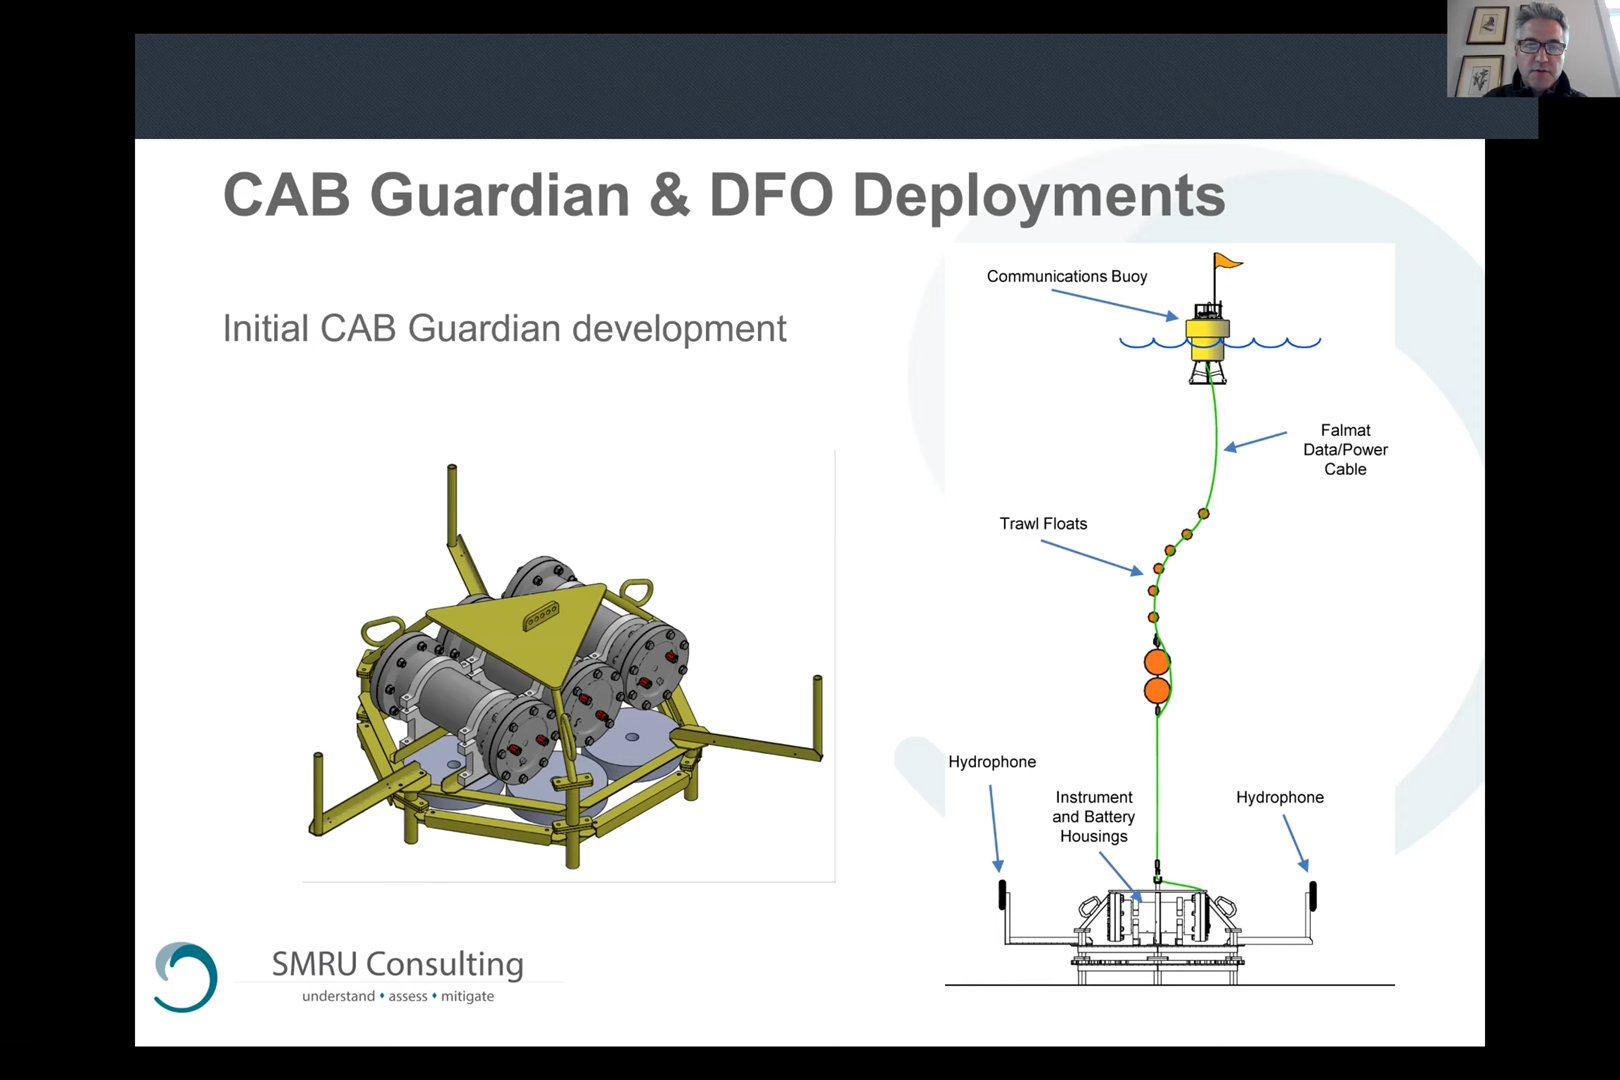 CAB Guardian & DFO Deployments
Initial CAB Guardian development
Communications Buoy
Falmat
Data/Power
Cable
Trawl Floats
Hydrophone
Instrument
and Battery
Housings
Hydrophone
SMRU Consulting
understand • assess • mitigate